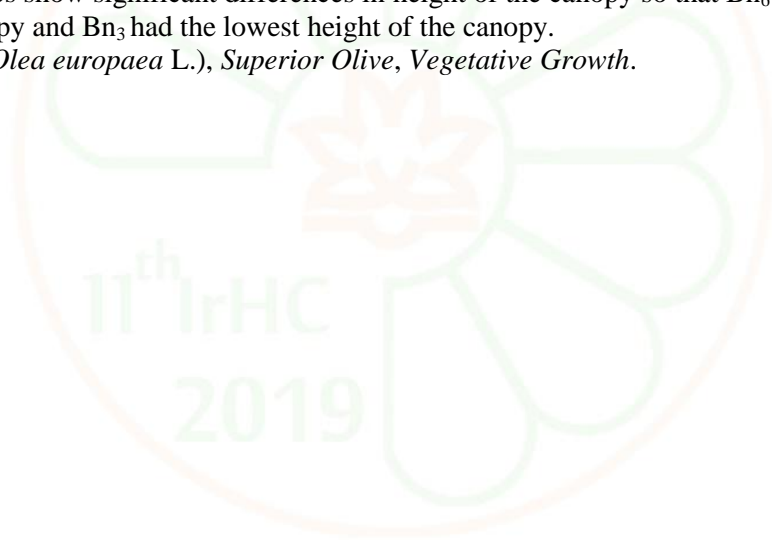 es show significant differences in height of the canopy so that Bn₆
py and Bn₃ had the lowest height of the canopy.
Olea europaea L.), Superior Olive, Vegetative Growth.
11th IrHC
2019